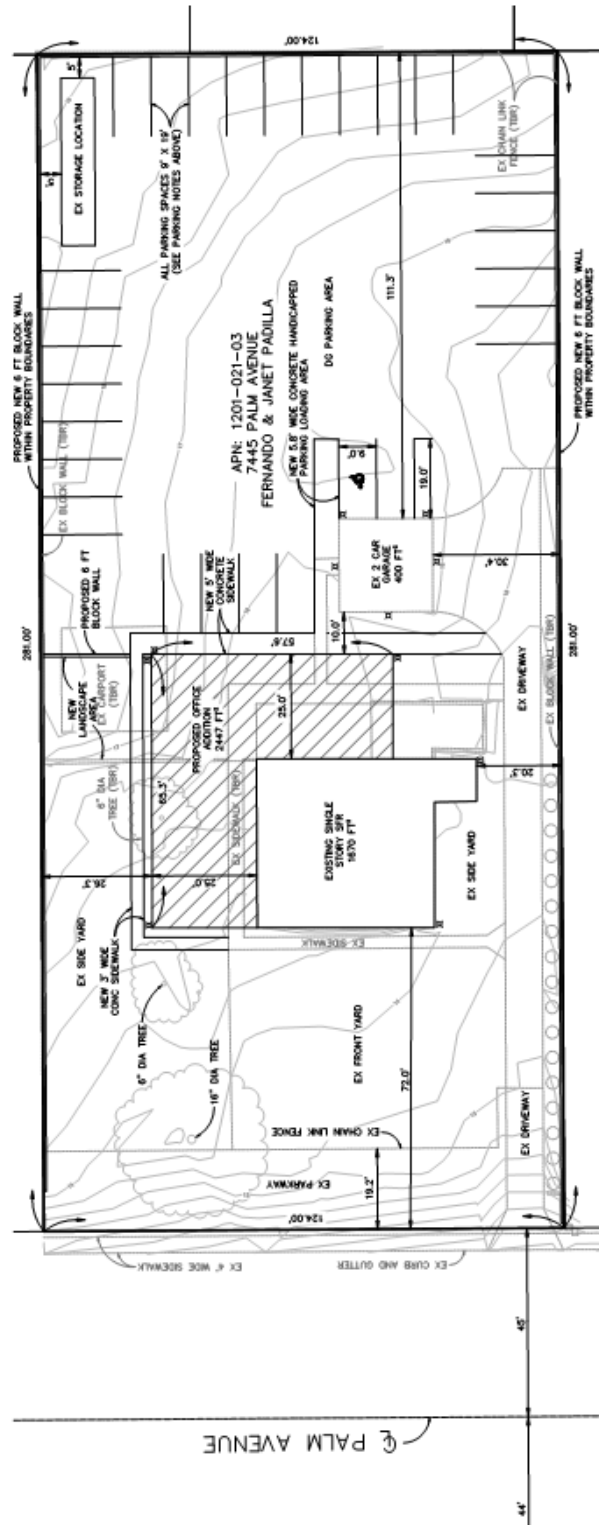 124.00'
5'
5'
EX STORAGE LOCATION
ALL PARKING SPACES 9' X 19'
(SEE PARKING NOTES ABOVE)
EX CHAIN LINK
FENCE (TBR)
PROPOSED NEW 6 FT BLOCK WALL
WITHIN PROPERTY BOUNDARIES
EX BLOCK WALL (TBR)
APN: 1201-021-03
7445 PALM AVENUE
FERNANDO & JANET PADILLA
NEW 5.8' WIDE CONCRETE HANDICAPPED
PARKING LOADING AREA
DG PARKING AREA
111.3'
PROPOSED NEW 6 FT BLOCK WALL
WITHIN PROPERTY BOUNDARIES
9.0'
19.0'
281.00'
PROPOSED 6 FT
BLOCK WALL
NEW 5' WIDE
CONCRETE
SIDEWALK
EX 2 CAR
GARAGE
400 FT²
30.4'
281.00'
NEW
LANDSCAPE
AREA
EX CARPORT
(TBR)
57.6'
10.0'
EX DRIVEWAY
EX BLOCK WALL (TBR)
6" DIA
TREE (TBR)
PROPOSED OFFICE
ADDITION
2447 FT²
25.0'
65.3'
EX SIDEWALK (TBR)
26.3'
25.0'
EXISTING SINGLE
STORY SFR
1670 FT²
20.3'
EX SIDE YARD
EX SIDE YARD
NEW 3' WIDE
CONC SIDEWALK
EX SIDEWALK
6" DIA TREE
16" DIA TREE
EX FRONT YARD
72.0'
EX CHAIN LINK FENCE
EX DRIVEWAY
EX PARKWAY
19.2'
124.00'
EX 4' WIDE SIDEWALK
EX CURB AND GUTTER
45'
℄ PALM AVENUE
44'